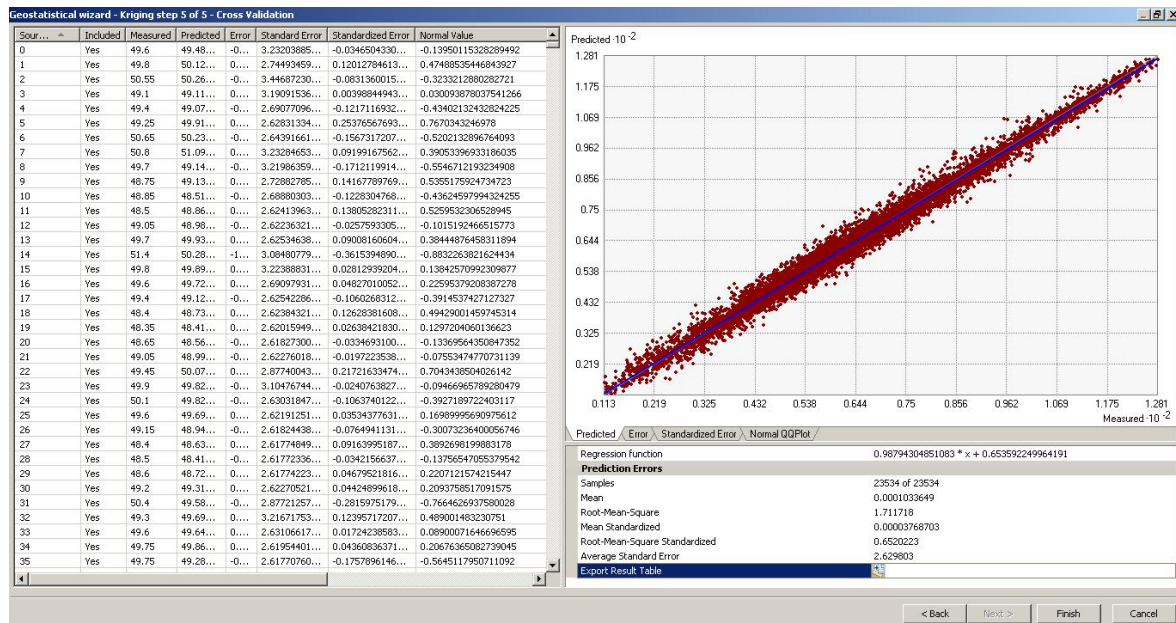 Geostatistical wizard - Kriging step 5 of 5 - Cross Validation
Sour... Included Measured Predicted Error Standard Error Standardized Error Normal Value
0 Yes 49.6 49.48... -0... 3.23203885... -0.0346504330... -0.13950115328289492
1 Yes 49.8 50.12... 0.... 2.74493459... 0.12012784613... 0.47488535446843927
2 Yes 50.55 50.26... -0... 3.44687230... -0.0831360015... -0.3233212880282721
3 Yes 49.1 49.11... 0.... 3.19091536... 0.00398844943... 0.030093878037541266
4 Yes 49.4 49.07... -0... 2.69077096... -0.1217116932... -0.43402132432824225
5 Yes 49.25 49.91... 0.... 2.62831334... 0.25376567693... 0.7670343246978
6 Yes 50.65 50.23... -0... 2.64391661... -0.1567317207... -0.5202132896764093
7 Yes 50.8 51.09... 0.... 3.23284653... 0.09199167562... 0.39053396933186035
8 Yes 49.7 49.14... -0... 3.21986359... -0.1712119914... -0.5546712193234908
9 Yes 48.75 49.13... 0.... 2.72882785... 0.14167789769... 0.5355175924734723
10 Yes 48.85 48.51... -0... 2.68880303... -0.1228304768... -0.43624597994324255
11 Yes 48.5 48.86... 0.... 2.62413963... 0.13805282311... 0.5259532306528945
12 Yes 49.05 48.98... -0... 2.62236321... -0.0257593305... -0.1015192466515773
13 Yes 49.7 49.93... 0.... 2.62534638... 0.09008160604... 0.38444876458311894
14 Yes 51.4 50.28... -1... 3.08480779... -0.3615394890... -0.8832263821624434
15 Yes 49.8 49.89... 0.... 3.22388831... 0.02812939204... 0.13842570992309877
16 Yes 49.6 49.72... 0.... 2.69097931... 0.04827010052... 0.22595379208387278
17 Yes 49.4 49.12... -0... 2.62542286... -0.1060268312... -0.3914537427127327
18 Yes 48.4 48.73... 0.... 2.62384321... 0.12628381608... 0.49429001459745314
19 Yes 48.35 48.41... 0.... 2.62015949... 0.02638421830... 0.1297204060136623
20 Yes 48.65 48.56... -0... 2.61827300... -0.0334693100... -0.13369564350847352
21 Yes 49.05 48.99... -0... 2.62276018... -0.0197223538... -0.07553474770731139
22 Yes 49.45 50.07... 0.... 2.87740043... 0.21721633474... 0.7043438504026142
23 Yes 49.9 49.82... -0... 3.10476744... -0.0240763827... -0.09466965789280479
24 Yes 50.1 49.82... -0... 2.63031847... -0.1063740122... -0.3927189722403117
25 Yes 49.6 49.69... 0.... 2.62191251... 0.03534377631... 0.16989995690975612
26 Yes 49.15 48.94... -0... 2.61824438... -0.0764941131... -0.30073236400056746
27 Yes 48.4 48.63... 0.... 2.61774849... 0.09163995187... 0.3892698199883178
28 Yes 48.5 48.41... -0... 2.61772336... -0.0342156637... -0.13756547055379542
29 Yes 48.6 48.72... 0.... 2.61774223... 0.04679521816... 0.2207121574215447
30 Yes 49.2 49.31... 0.... 2.62270521... 0.04424899618... 0.2093758517091575
31 Yes 50.4 49.58... -0... 2.87721257... -0.2815975179... -0.7664626937580028
32 Yes 49.3 49.69... 0.... 3.21671753... 0.12395717207... 0.489001483230751
33 Yes 49.6 49.64... 0.... 2.63106617... 0.01724238583... 0.08900071646696595
34 Yes 49.75 49.86... 0.... 2.61954401... 0.04360836371... 0.20676365082739045
35 Yes 49.75 49.28... -0... 2.61770760... -0.1757896146... -0.5645117950711092
Predicted ·10 -2
1.281
1.175
1.069
0.962
0.856
0.75
0.644
0.538
0.432
0.325
0.219
0.113 0.219 0.325 0.432 0.538 0.644 0.75 0.856 0.962 1.069 1.175 1.281
Measured ·10 -2
Predicted Error Standardized Error Normal QQPlot
Regression function 0.98794304851083 * x + 0.653592249964191
Prediction Errors
Samples 23534 of 23534
Mean 0.0001033649
Root-Mean-Square 1.711718
Mean Standardized 0.00003768703
Root-Mean-Square Standardized 0.6520223
Average Standard Error 2.629803
Export Result Table
< Back Next > Finish Cancel